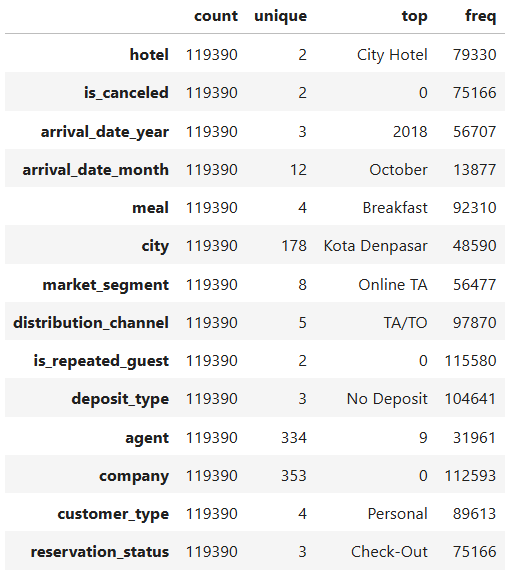 count unique top freq
hotel 119390 2 City Hotel 79330
is_canceled 119390 2 0 75166
arrival_date_year 119390 3 2018 56707
arrival_date_month 119390 12 October 13877
meal 119390 4 Breakfast 92310
city 119390 178 Kota Denpasar 48590
market_segment 119390 8 Online TA 56477
distribution_channel 119390 5 TA/TO 97870
is_repeated_guest 119390 2 0 115580
deposit_type 119390 3 No Deposit 104641
agent 119390 334 9 31961
company 119390 353 0 112593
customer_type 119390 4 Personal 89613
reservation_status 119390 3 Check-Out 75166